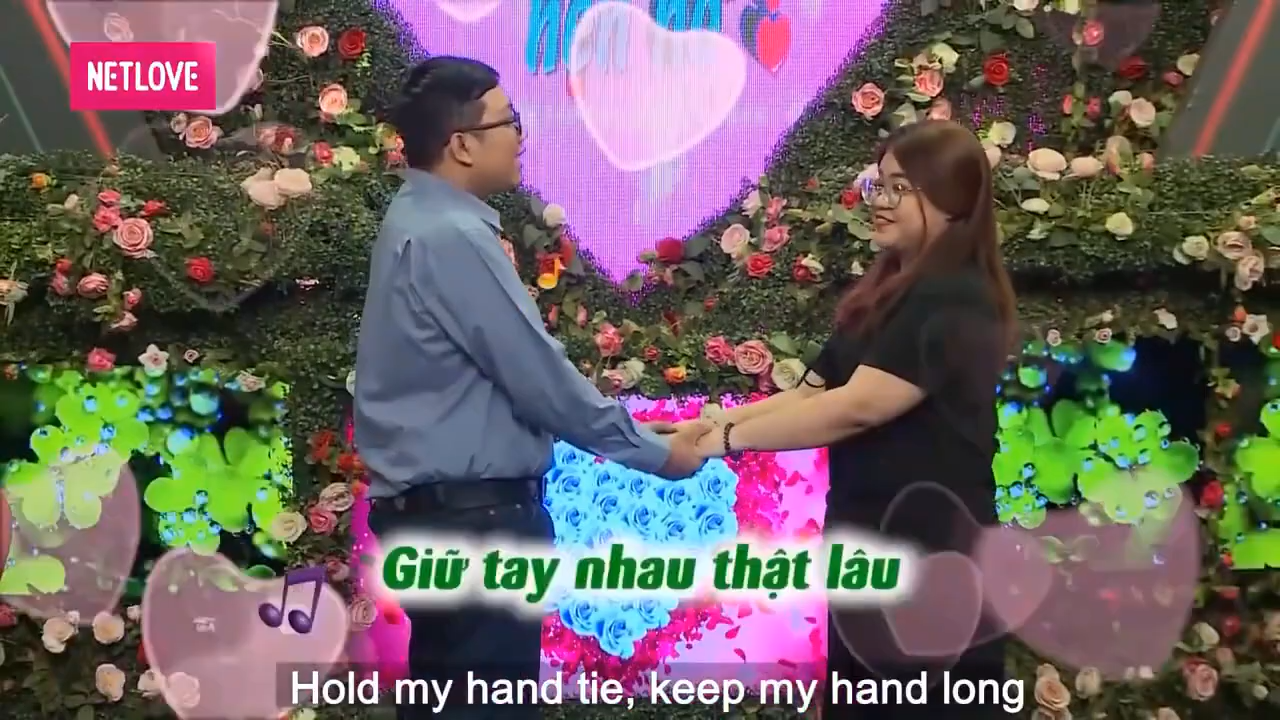 NETLOVE
Giữ tay nhau thật lâu
Hold my hand tie, keep my hand long